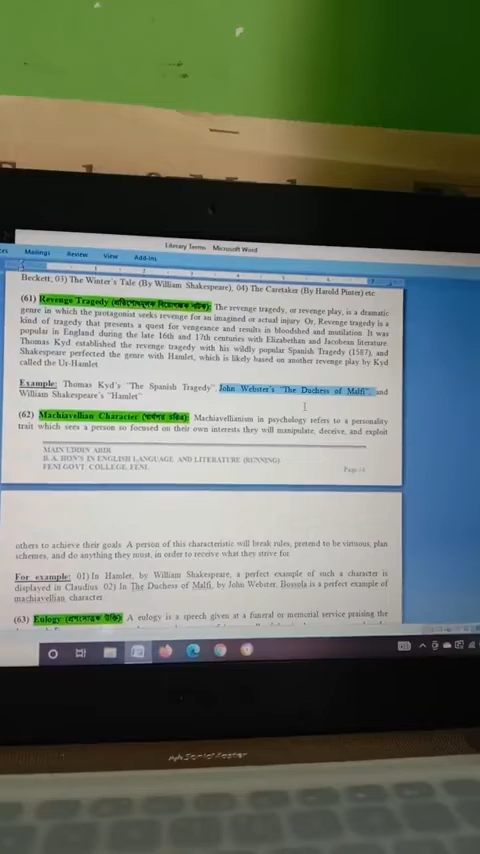 Literary Terms Microsoft Word
Mailings Review View Add-Ins
Beckett; 03) The Winter's Tale (By William Shakespeare), 04) The Caretaker (By Harold Pinter) etc
(61) Revenge Tragedy (প্রতিশোধমূলক বিয়োগান্তক নাটক): The revenge tragedy, or revenge play, is a dramatic
genre in which the protagonist seeks revenge for an imagined or actual injury Or, Revenge tragedy is a
kind of tragedy that presents a quest for vengeance and results in bloodshed and mutilation. It was
popular in England during the late 16th and 17th centuries with Elizabethan and Jacobean literature
Thomas Kyd established the revenge tragedy with his wildly popular Spanish Tragedy (1587), and
Shakespeare perfected the genre with Hamlet, which is likely based on another revenge play by Kyd
called the Ur-Hamlet
Example: Thomas Kyd's "The Spanish Tragedy", John Webster's "The Duchess of Malfi", and
William Shakespeare's "Hamlet"
(62) Machiavellian Character (স্বার্থপর চরিত্র) Machiavellianism in psychology refers to a personality
trait which sees a person so focused on their own interests they will manipulate, deceive, and exploit
MAIN UDDIN ABIR
B.A. HON'S IN ENGLISH LANGUAGE AND LITERATURE (RUNNING)
FENI GOVT. COLLEGE, FENI.
Page
others to achieve their goals A person of this characteristic will break rules, pretend to be virtuous, plan
schemes, and do anything they must, in order to receive what they strive for
For example: 01) In Hamlet, by William Shakespeare, a perfect example of such a character is
displayed in Claudius 02) In The Duchess of Malfi, by John Webster, Bossola is a perfect example of
machiavellian character
(63) Eulogy (প্রশংসাত্মক উক্তি) A eulogy is a speech given at a funeral or memorial service praising the